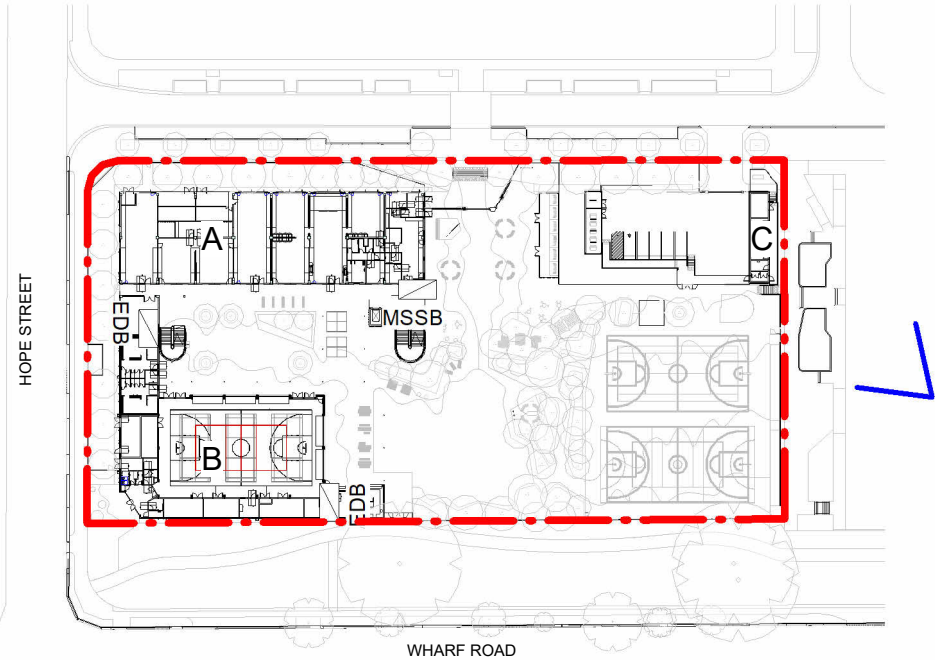 A
C
HOPE STREET
EDB
MSSB
B
EDB
WHARF ROAD